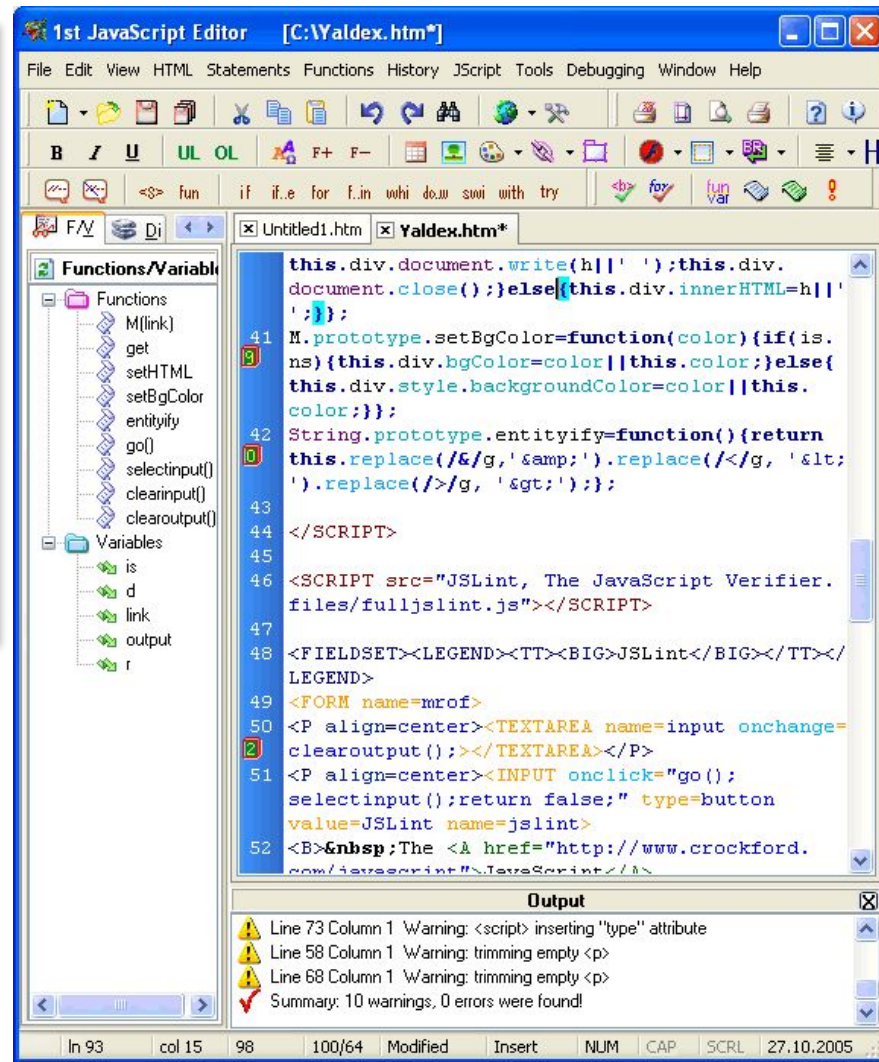 1st JavaScript Editor [C:\Yaldex.htm*]
File Edit View HTML Statements Functions History JScript Tools Debugging Window Help
B I U UL OL F+ F- BR H
<S> fun if if..e for f..in whi do..w swi with try <b> for fun var
F/V Di
Untitled1.htm Yaldex.htm*
Functions/Variabl
Functions
M(link)
get
setHTML
setBgColor
entityify
go()
selectinput()
clearinput()
clearoutput()
Variables
is
d
link
output
r
this.div.document.write(h||' ');this.div.
document.close();}else{this.div.innerHTML=h||'
';}};
41 M.prototype.setBgColor=function(color){if(is.
9 ns){this.div.bgColor=color||this.color;}else{
this.div.style.backgroundColor=color||this.
color;}};
42 String.prototype.entityify=function(){return
0 this.replace(/&/g,'&amp;').replace(/</g, '&lt;
').replace(/>/g, '&gt;');};
43
44 </SCRIPT>
45
46 <SCRIPT src="JSLint, The JavaScript Verifier.
files/fulljslint.js"></SCRIPT>
47
48 <FIELDSET><LEGEND><TT><BIG>JSLint</BIG></TT></
LEGEND>
49 <FORM name=mrof>
50 <P align=center><TEXTAREA name=input onchange=
2 clearoutput();></TEXTAREA></P>
51 <P align=center><INPUT onclick="go();
selectinput();return false;" type=button
value=JSLint name=jslint>
52 <B>&nbsp;The <A href="http://www.crockford.
com/javascript">JavaScript</A>
Output
Line 73 Column 1 Warning: <script> inserting "type" attribute
Line 58 Column 1 Warning: trimming empty <p>
Line 68 Column 1 Warning: trimming empty <p>
Summary: 10 warnings, 0 errors were found!
ln 93 col 15 98 100/64 Modified Insert NUM CAP SCRL 27.10.2005